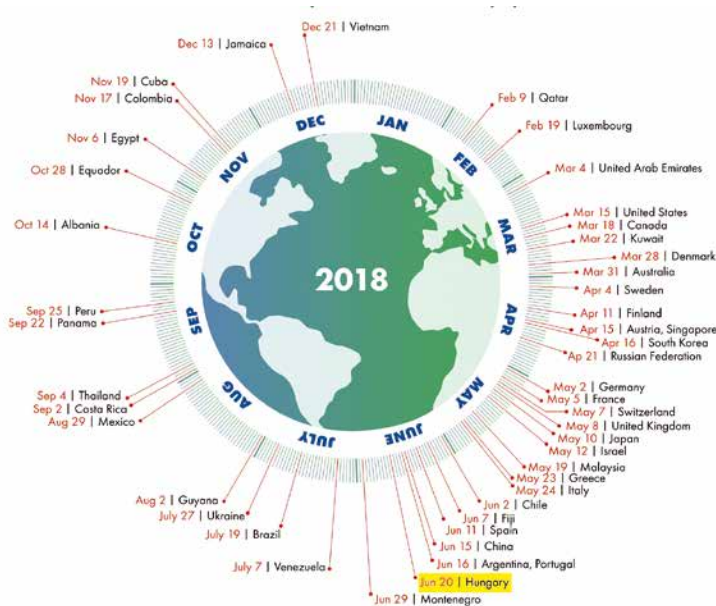 Dec 21 | Vietnam
Dec 13 | Jamaica
Nov 19 | Cuba
Nov 17 | Colombia
Nov 6 | Egypt
Oct 28 | Equador
Oct 14 | Albania
Sep 25 | Peru
Sep 22 | Panama
Sep 4 | Thailand
Sep 2 | Costa Rica
Aug 29 | Mexico
Aug 2 | Guyana
July 27 | Ukraine
July 19 | Brazil
July 7 | Venezuela
Feb 9 | Qatar
Feb 19 | Luxembourg
Mar 4 | United Arab Emirates
Mar 15 | United States
Mar 18 | Canada
Mar 22 | Kuwait
Mar 28 | Denmark
Mar 31 | Australia
Apr 4 | Sweden
Apr 11 | Finland
Apr 15 | Austria, Singapore
Apr 16 | South Korea
Ap 21 | Russian Federation
May 2 | Germany
May 5 | France
May 7 | Switzerland
May 8 | United Kingdom
May 10 | Japan
May 12 | Israel
May 19 | Malaysia
May 23 | Greece
May 24 | Italy
Jun 2 | Chile
Jun 7 | Fiji
Jun 11 | Spain
Jun 15 | China
Jun 16 | Argentina, Portugal
Jun 20 | Hungary
Jun 29 | Montenegro
JAN
FEB
MAR
APR
MAY
JUNE
JULY
AUG
SEP
OCT
NOV
DEC
2018